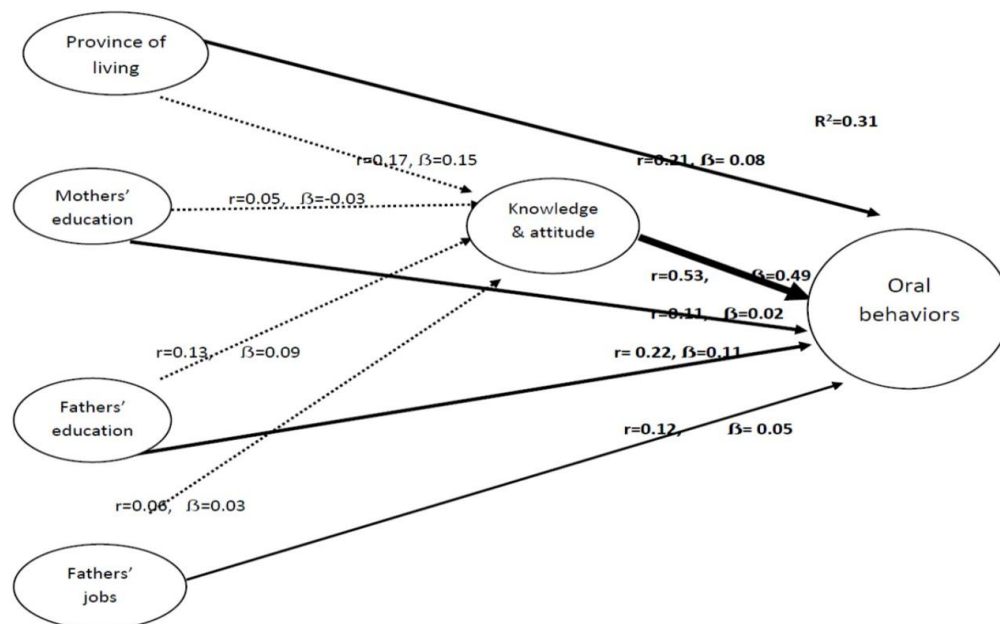 Province of
living
R²=0.31
r=0.17, ß=0.15
r=0.21, ß= 0.08
Mothers’
education
r=0.05, ß=-0.03
Knowledge
& attitude
r=0.53, ß=0.49
Oral
behaviors
r=0.11, ß=0.02
r=0.13, ß=0.09
r= 0.22, ß=0.11
Fathers’
education
r=0.12, ß= 0.05
r=0.06, ß=0.03
Fathers’
jobs